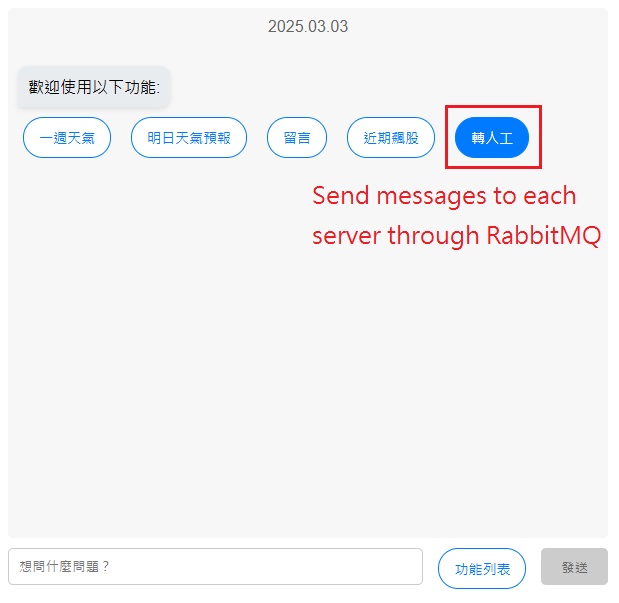 2025.03.03
歡迎使用以下功能:
一週天氣 明日天氣預報 留言 近期飆股 轉人工
Send messages to each
server through RabbitMQ
想問什麼問題？ 功能列表 發送